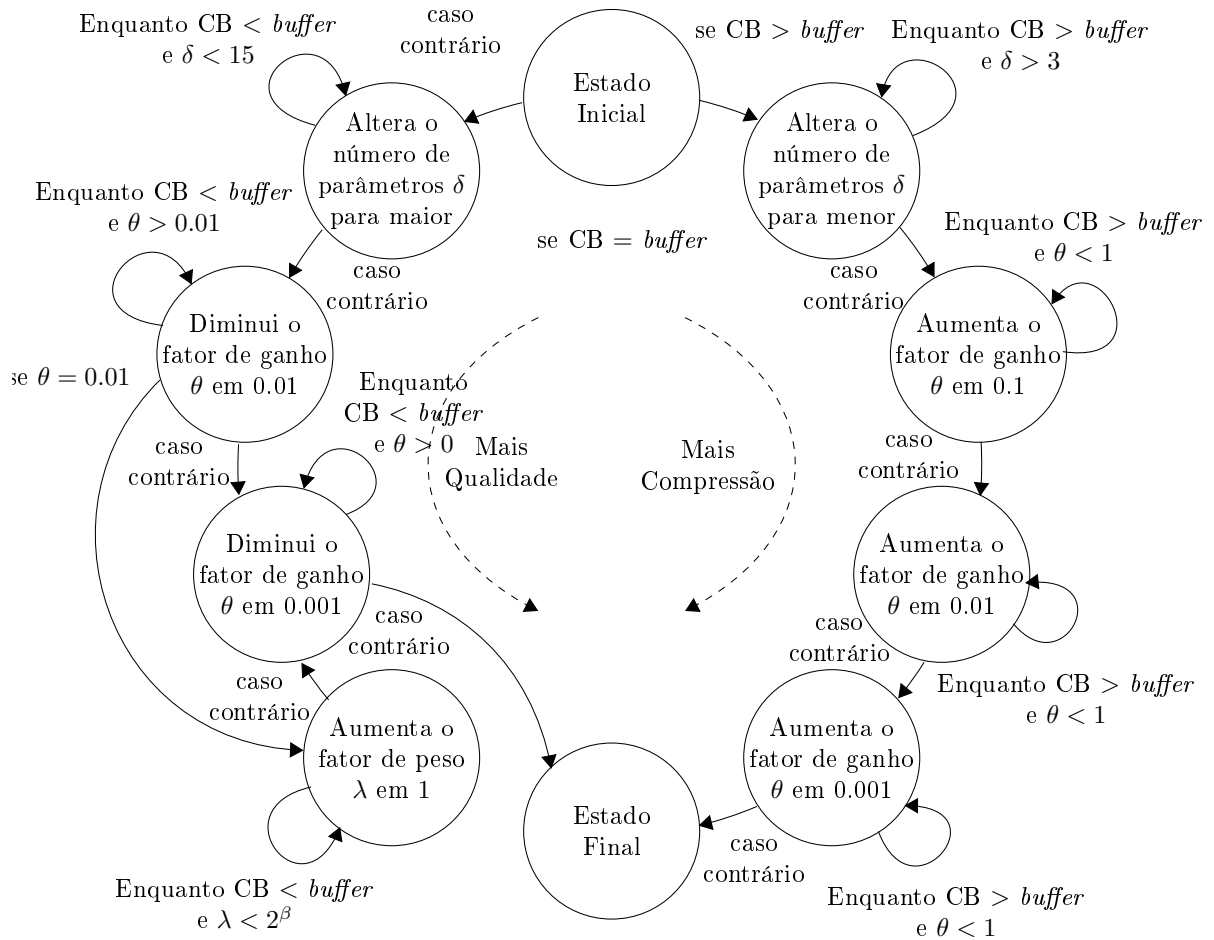 Enquanto CB < buffer
e δ < 15
caso
contrário
Estado
Inicial
se CB > buffer
Enquanto CB > buffer
e δ > 3
Altera o
número de
parâmetros δ
para maior
Altera o
número de
parâmetros δ
para menor
Enquanto CB < buffer
e θ > 0.01
caso
contrário
se CB = buffer
caso
contrário
Enquanto CB > buffer
e θ < 1
Diminui o
fator de ganho
θ em 0.01
Aumenta o
fator de ganho
θ em 0.1
se θ = 0.01
Enquanto
CB < buffer
e θ > 0
Mais
Qualidade
Mais
Compressão
caso
contrário
caso
contrário
Diminui o
fator de ganho
θ em 0.001
Aumenta o
fator de ganho
θ em 0.01
caso
contrário
caso
contrário
caso
contrário
Enquanto CB > buffer
e θ < 1
Aumenta o
fator de peso
λ em 1
Estado
Final
Aumenta o
fator de ganho
θ em 0.001
caso
contrário
Enquanto CB < buffer
e λ < 2^β
Enquanto CB > buffer
e θ < 1